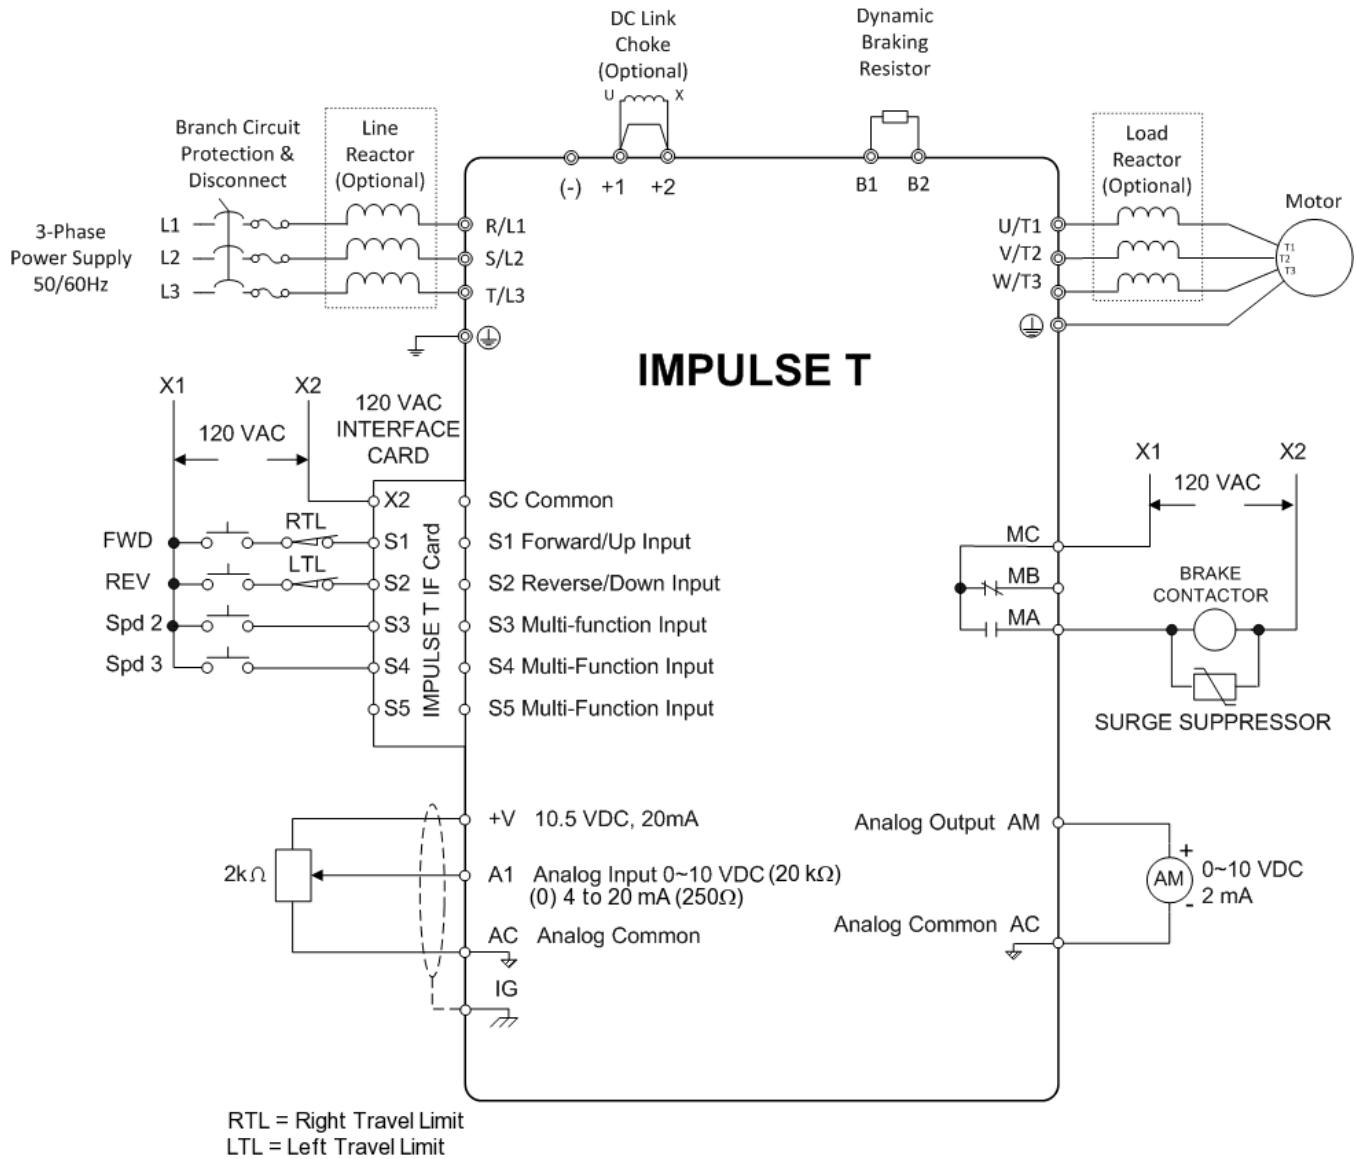 DC Link
Choke
(Optional)
U X
Dynamic
Braking
Resistor
Branch Circuit
Protection &
Disconnect
Line
Reactor
(Optional)
Load
Reactor
(Optional)
Motor
(-) +1 +2
B1 B2
3-Phase
Power Supply
50/60Hz
L1
L2
L3
R/L1
S/L2
T/L3
U/T1
V/T2
W/T3
T1
T2
T3
IMPULSE T
X1 X2
120 VAC
120 VAC
INTERFACE
CARD
X2
FWD RTL S1
REV LTL S2
Spd 2 S3
Spd 3 S4
S5
IMPULSE T IF Card
SC Common
S1 Forward/Up Input
S2 Reverse/Down Input
S3 Multi-function Input
S4 Multi-Function Input
S5 Multi-Function Input
X1 X2
120 VAC
MC
MB
MA
BRAKE
CONTACTOR
SURGE SUPPRESSOR
2kΩ
+V 10.5 VDC, 20mA
A1 Analog Input 0~10 VDC (20 kΩ)
(0) 4 to 20 mA (250Ω)
AC Analog Common
IG
Analog Output AM
Analog Common AC
+
AM
-
0~10 VDC
2 mA
RTL = Right Travel Limit
LTL = Left Travel Limit